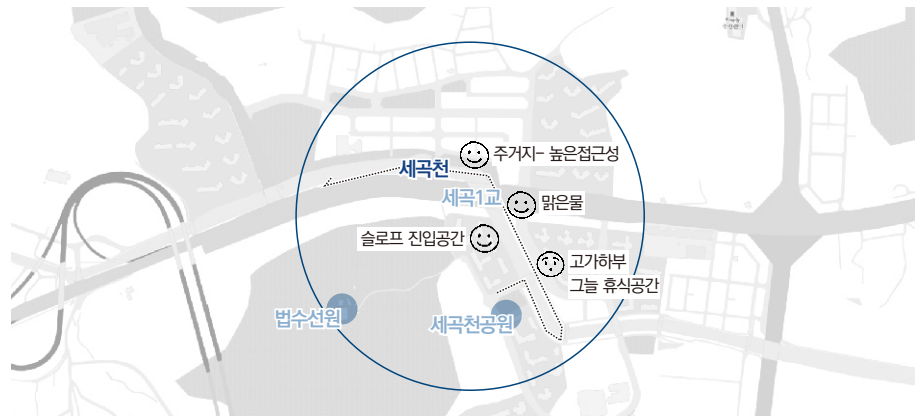 주거지- 높은접근성
세곡천
세곡1교
맑은물
슬로프 진입공간
고가하부
그늘 휴식공간
법수선원
세곡천공원